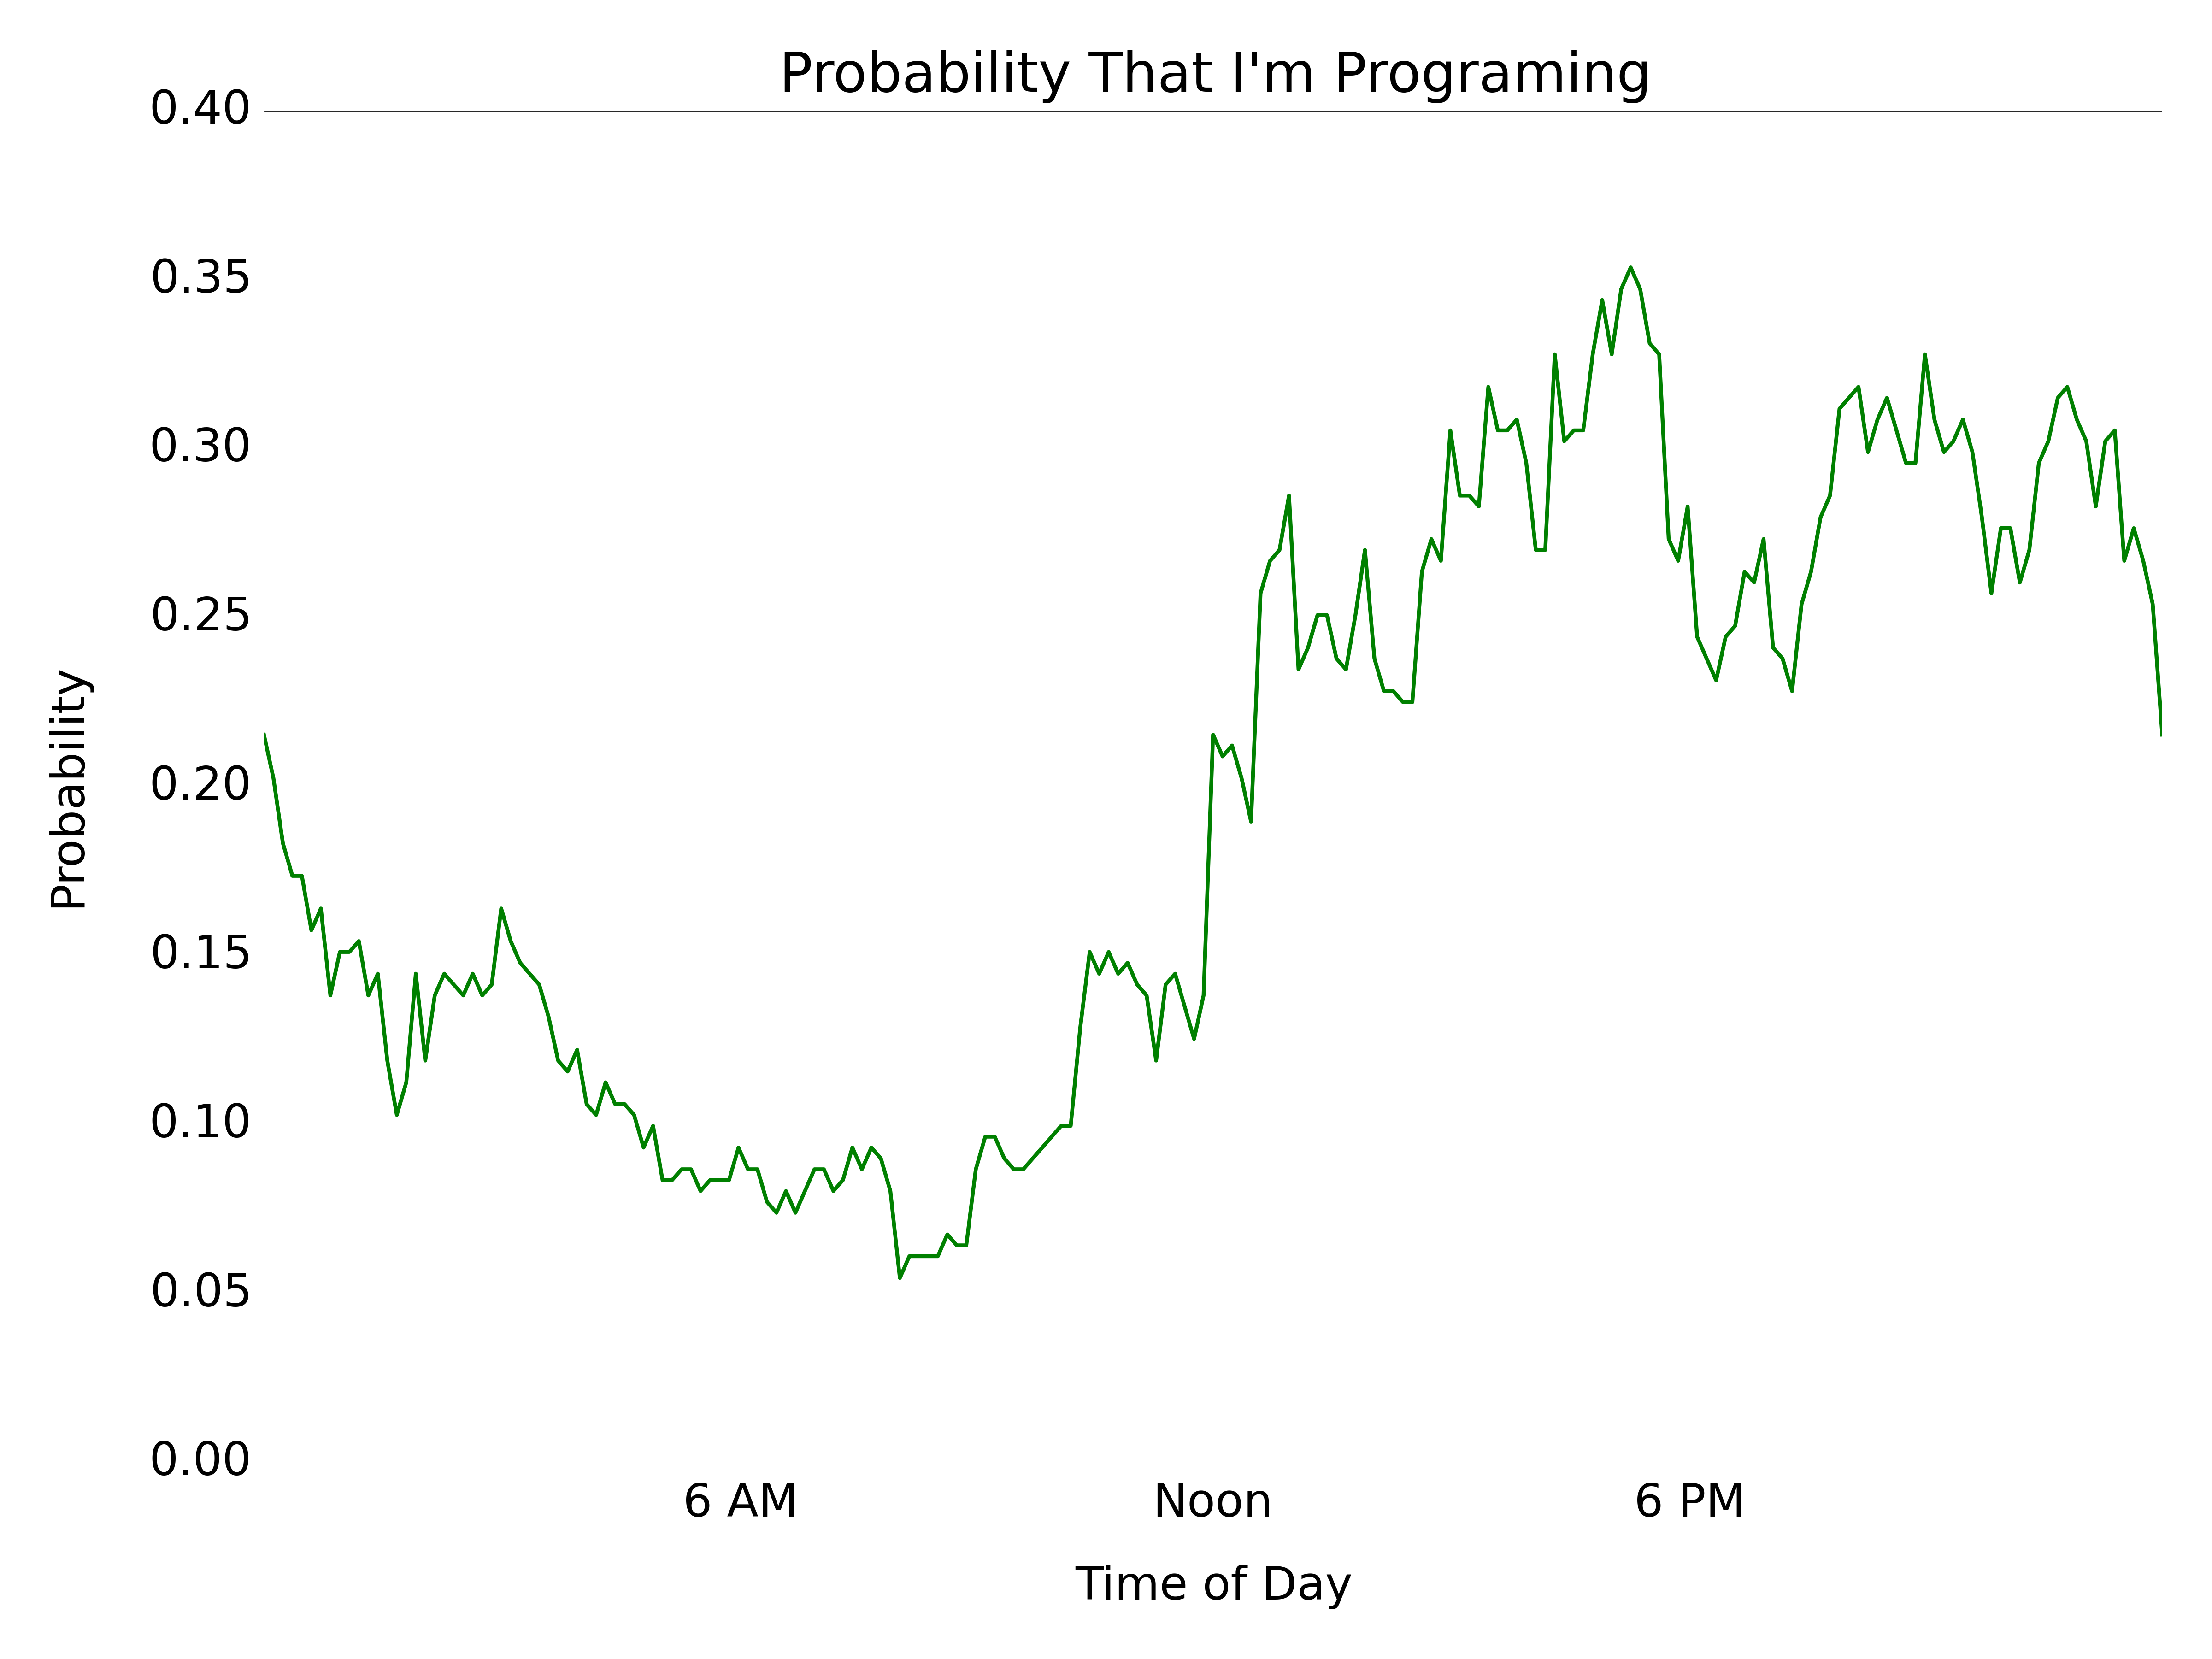 Probability That I'm Programing
0.40
0.35
0.30
0.25
0.20
0.15
0.10
0.05
0.00
Probability
6 AM
Noon
6 PM
Time of Day